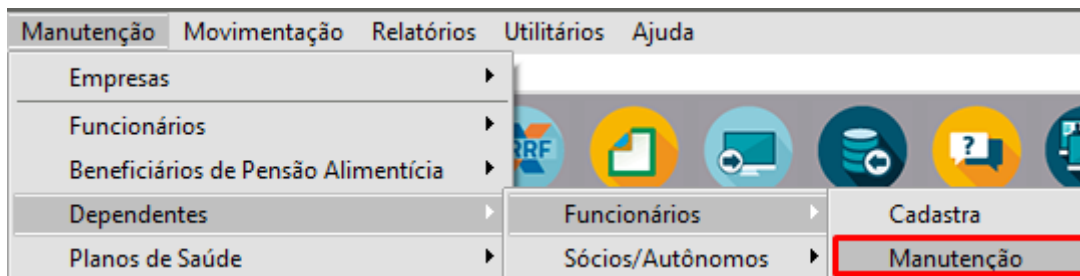 Manutenção Movimentação Relatórios Utilitários Ajuda
Empresas
Funcionários
RRF
Beneficiários de Pensão Alimentícia
Dependentes Funcionários Cadastra
Planos de Saúde Sócios/Autônomos Manutenção